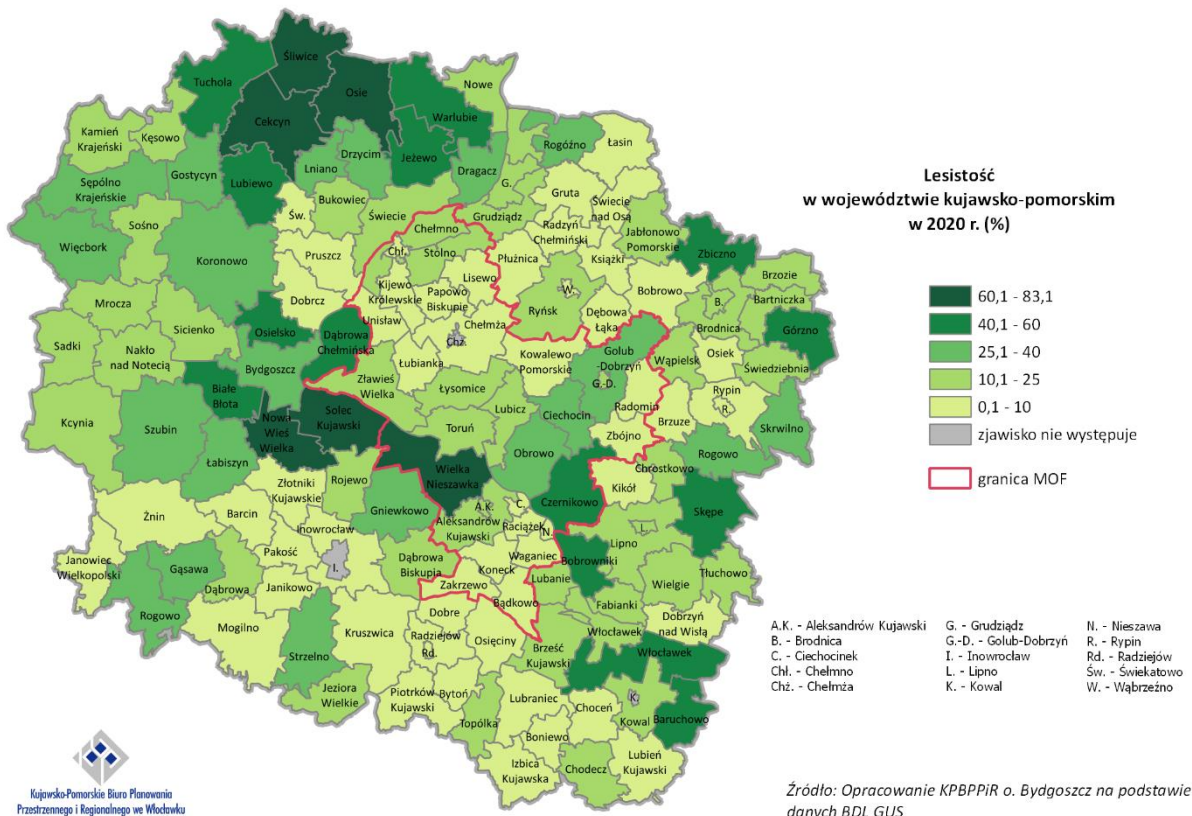 Śliwice
Tuchola
Osie
Nowe
Cekcyn
Warlubie
Kamień
Krajeński
Kęsowo
Rogóźno
Łasin
Drzycim
Jeżewo
Gostycyn
Lubiewo
Lniano
Dragacz
Sępólno
Krajeńskie
G.
Gruta
Bukowiec
Św.
Świecie
Grudziądz
Świecie
nad Osą
Sośno
Chełmno
Radzyń
Chełmiński
Jabłonowo
Pomorskie
Zbiczno
Więcbork
Koronowo
Pruszcz
Chł.
Stolno
Płużnica
Książki
Brzozie
Lisewo
Kijewo
Królewskie
Papowo
Biskupie
W.
Bobrowo
B.
Bartniczka
Mrocza
Dobrcz
Unisław
Chełmża
Ryńsk
Dębowa
Łąka
Brodnica
Górzno
Sicienko
Osielsko
Dąbrowa
Chełmińska
Chż.
Sadki
Nakło
nad Notecią
Łubianka
Kowalewo
Pomorskie
Golub
-Dobrzyń
Wąpielsk
Osiek
Świedziebnia
Bydgoszcz
Zławieś
Wielka
Łysomice
G.-D.
Rypin
R.
Białe
Błota
Kcynia
Szubin
Nowa
Wieś
Wielka
Solec
Kujawski
Lubicz
Ciechocin
Radomin
Brzuze
Skrwilno
Toruń
Zbójno
Łabiszyn
Obrowo
Rogowo
Wielka
Nieszawka
Chrostkowo
Złotniki
Kujawskie
Rojewo
Kikół
Czernikowo
Skępe
Żnin
Barcin
Gniewkowo
A.K.
C.
Inowrocław
Aleksandrów
Kujawski
Raciążek
N.
L.
Lipno
Janowiec
Wielkopolski
Gąsawa
Pakość
I.
Dąbrowa
Biskupia
Waganiec
Bobrowniki
Tłuchowo
Dąbrowa
Janikowo
Koneck
Zakrzewo
Lubanie
Wielgie
Rogowo
Bądkowo
Fabianki
Mogilno
Kruszwica
Dobre
Dobrzyń
nad Wisłą
Radziejów
Osięciny
Włocławek
Rd.
Strzelno
Brześć
Kujawski
Włocławek
Jeziora
Wielkie
Piotrków
Kujawski
Bytoń
Lubraniec
K.
Topólka
Choceń
Kowal
Baruchowo
Boniewo
Izbica
Kujawska
Lubień
Kujawski
Chodecz
Lesistość
w województwie kujawsko-pomorskim
w 2020 r. (%)
60,1 - 83,1
40,1 - 60
25,1 - 40
10,1 - 25
0,1 - 10
zjawisko nie występuje
granica MOF
A.K. - Aleksandrów Kujawski
B. - Brodnica
C. - Ciechocinek
Chł. - Chełmno
Chż. - Chełmża
G. - Grudziądz
G.-D. - Golub-Dobrzyń
I. - Inowrocław
L. - Lipno
K. - Kowal
N. - Nieszawa
R. - Rypin
Rd. - Radziejów
Św. - Świekatowo
W. - Wąbrzeźno
Kujawsko-Pomorskie Biuro Planowania
Przestrzennego i Regionalnego we Włocławku
Źródło: Opracowanie KPBPPiR o. Bydgoszcz na podstawie
danych BDL GUS